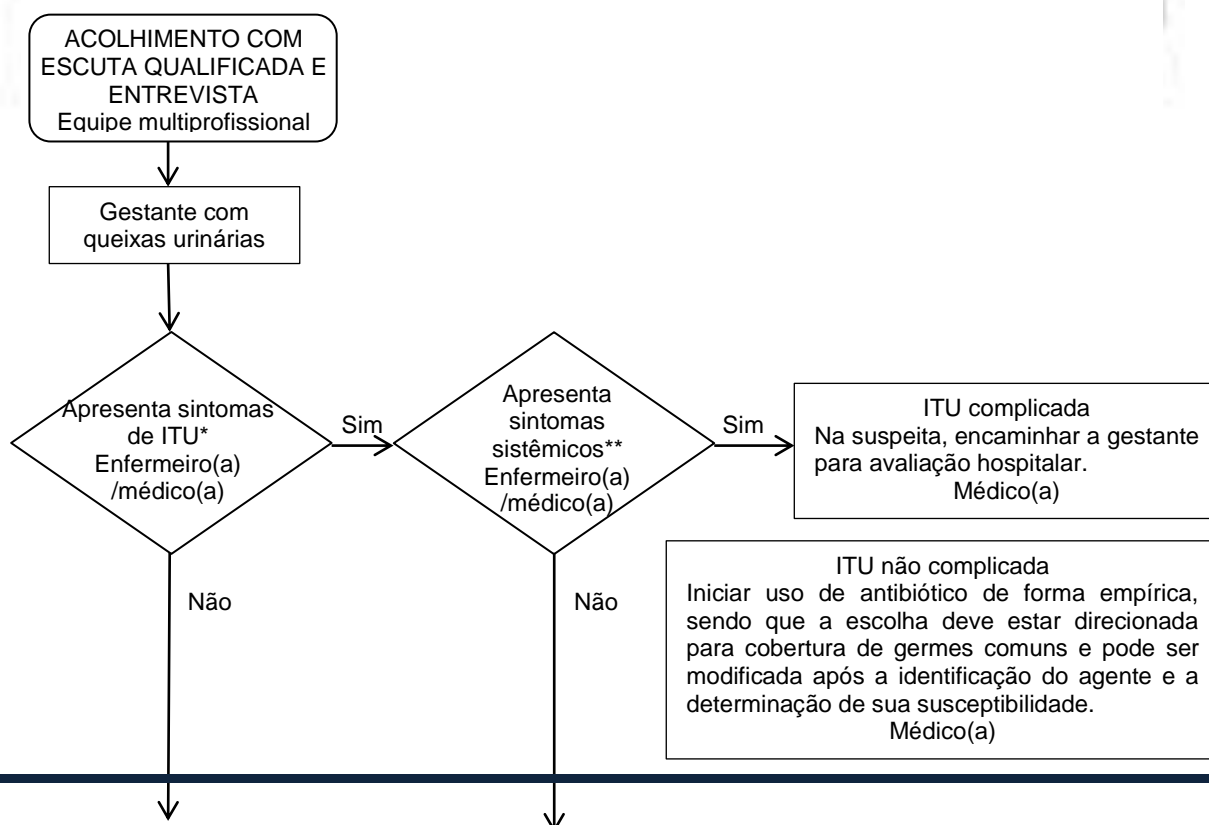 ACOLHIMENTO COM
ESCUTA QUALIFICADA E
ENTREVISTA
Equipe multiprofissional
Gestante com
queixas urinárias
Apresenta sintomas
de ITU*
Enfermeiro(a)
/médico(a)
Sim
Apresenta
sintomas
sistêmicos**
Enfermeiro(a)
/médico(a)
Sim
ITU complicada
Na suspeita, encaminhar a gestante
para avaliação hospitalar.
Médico(a)
Não
Não
ITU não complicada
Iniciar uso de antibiótico de forma empírica,
sendo que a escolha deve estar direcionada
para cobertura de germes comuns e pode ser
modificada após a identificação do agente e a
determinação de sua susceptibilidade.
Médico(a)